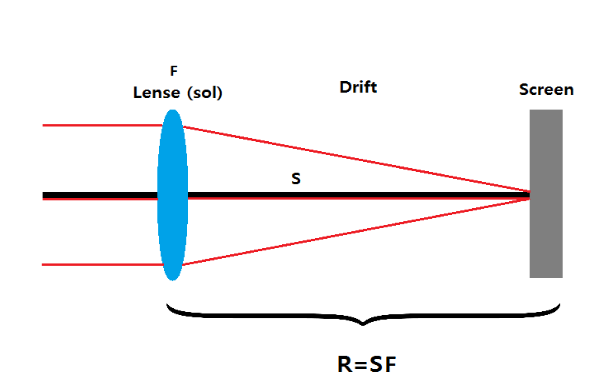 F
Lense (sol)
Drift
Screen
S
R=SF